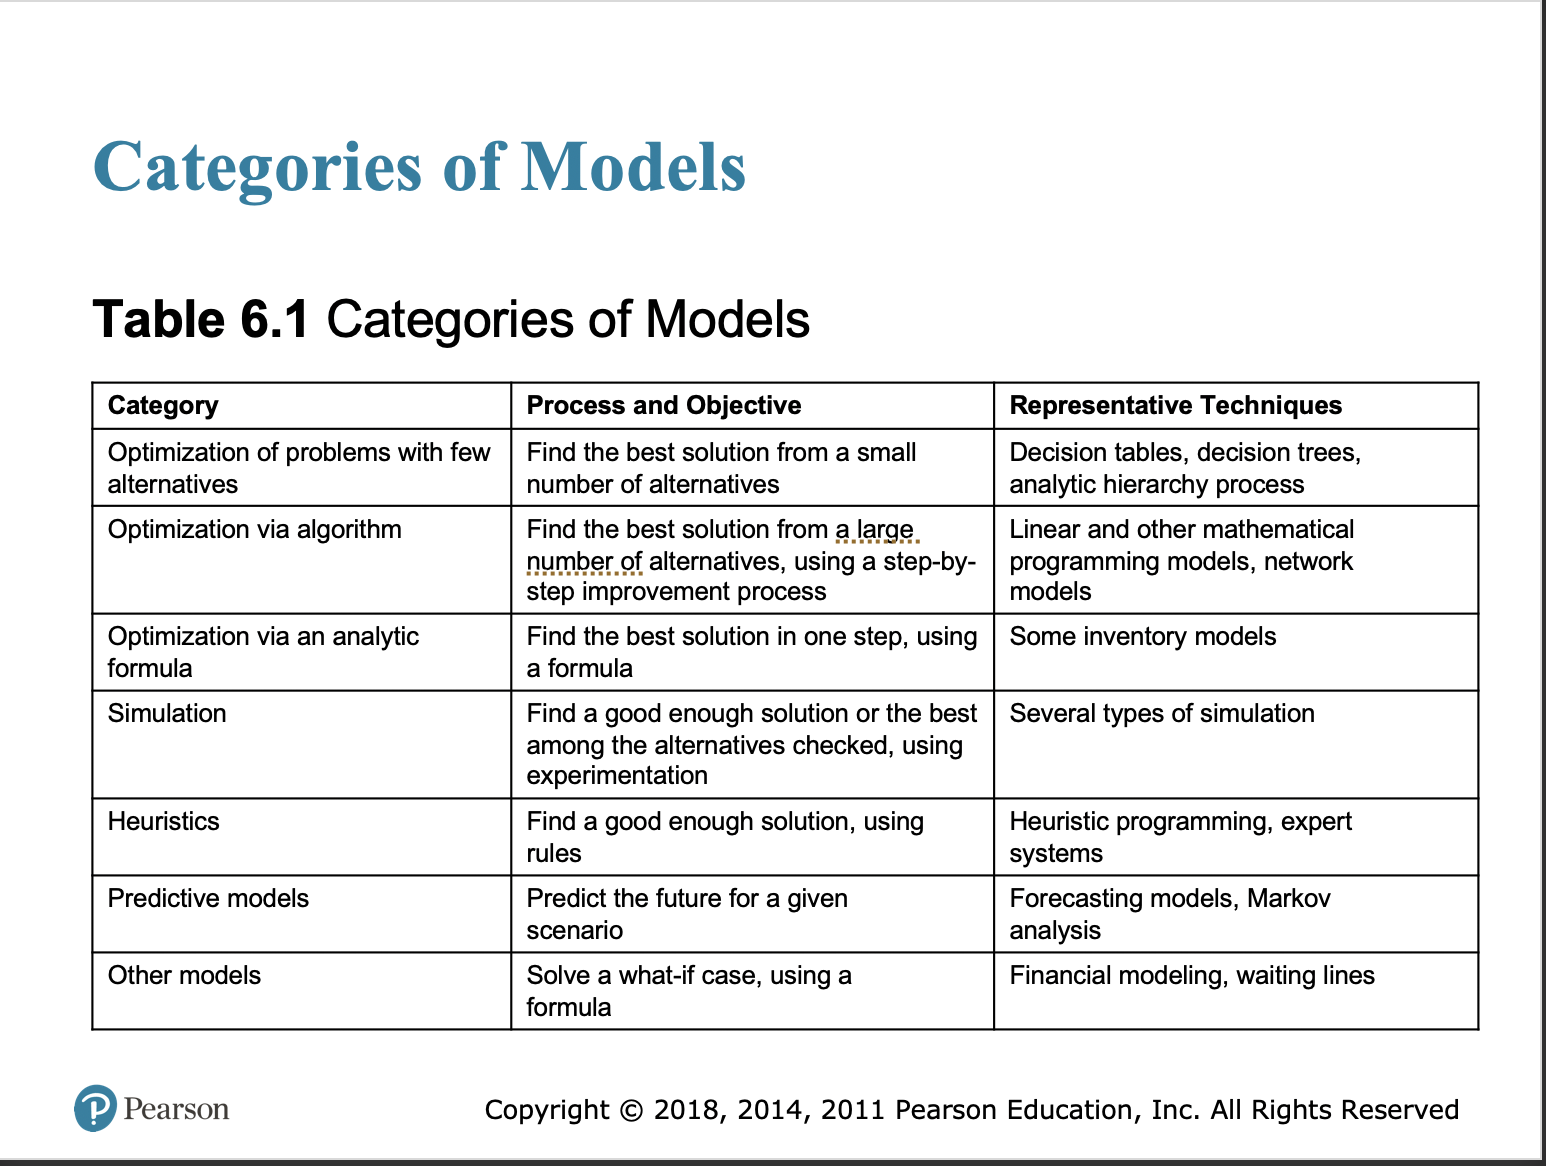 Categories of Models
Table 6.1 Categories of Models
Category
Process and Objective
Representative Techniques
Optimization of problems with few
alternatives
Find the best solution from a small
number of alternatives
Decision tables, decision trees,
analytic hierarchy process
Optimization via algorithm
Find the best solution from a large
number of alternatives, using a step-by-
step improvement process
Linear and other mathematical
programming models, network
models
Optimization via an analytic
formula
Find the best solution in one step, using
a formula
Some inventory models
Simulation
Find a good enough solution or the best
among the alternatives checked, using
experimentation
Several types of simulation
Heuristics
Find a good enough solution, using
rules
Heuristic programming, expert
systems
Predictive models
Predict the future for a given
scenario
Forecasting models, Markov
analysis
Other models
Solve a what-if case, using a
formula
Financial modeling, waiting lines
Pearson
Copyright © 2018, 2014, 2011 Pearson Education, Inc. All Rights Reserved